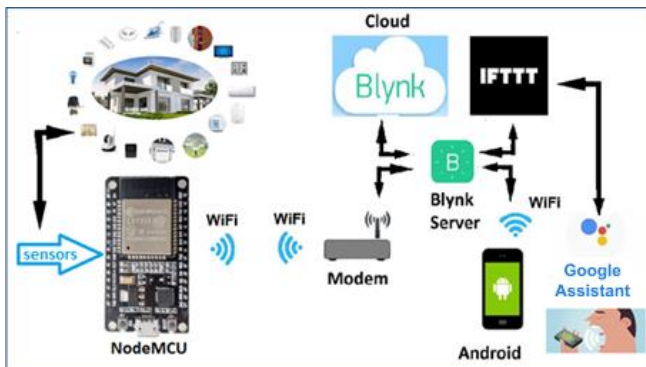 Cloud
Blynk
IFTTT
B
Blynk
Server
WiFi
WiFi
WiFi
sensors
Modem
Google
Assistant
NodeMCU
Android